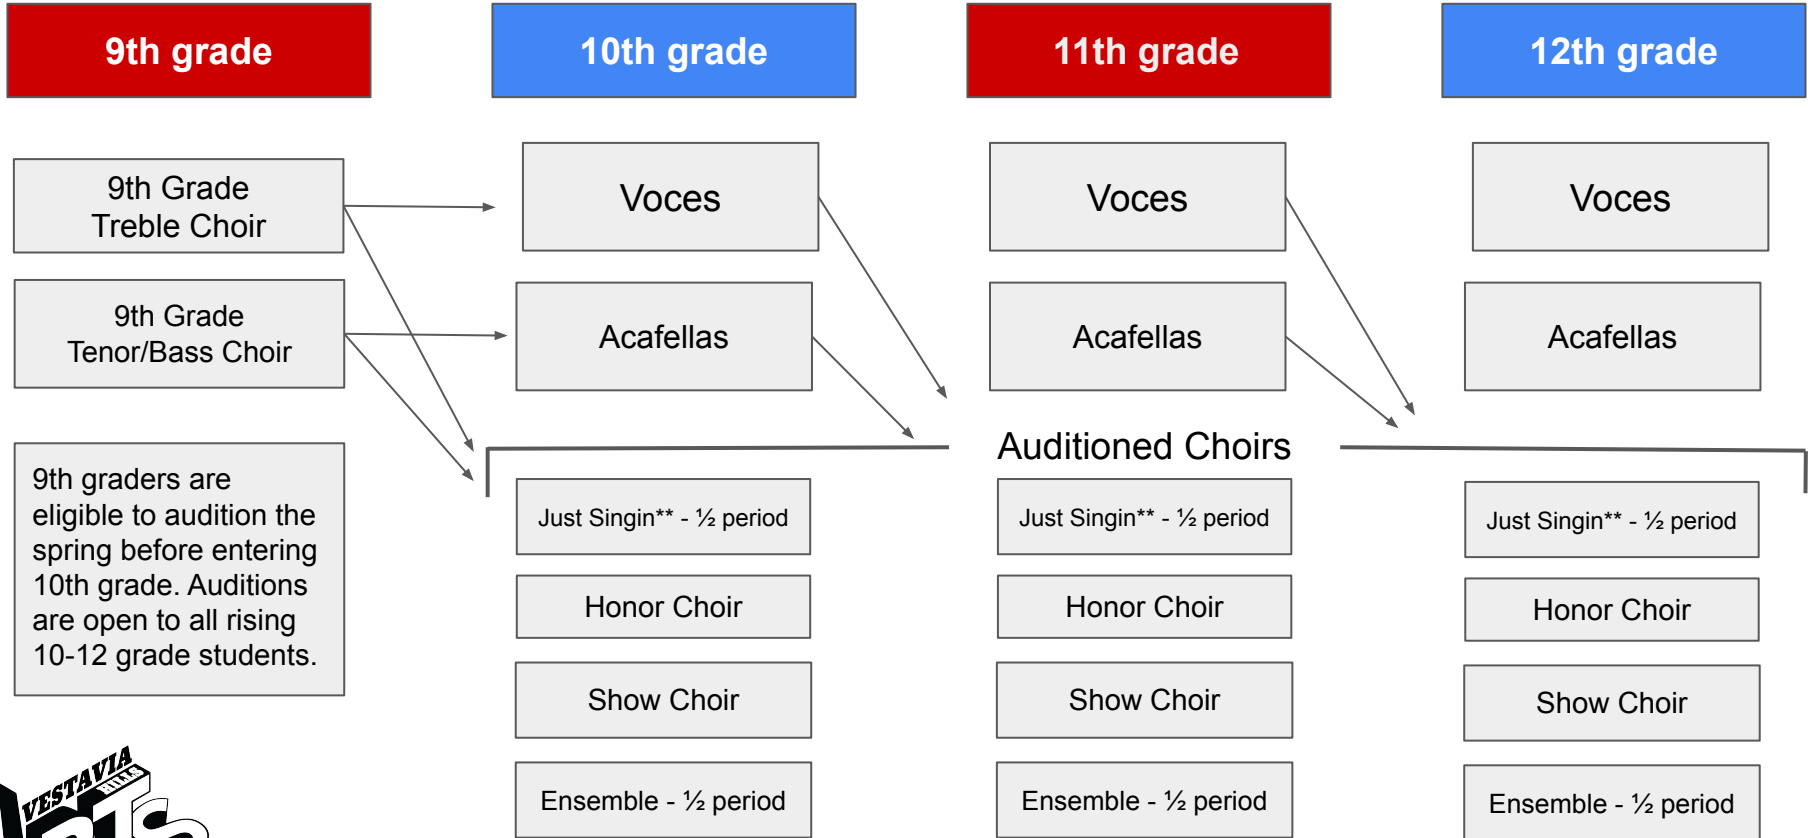 9th grade
10th grade
11th grade
12th grade
9th Grade
Treble Choir
Voces
Voces
Voces
9th Grade
Tenor/Bass Choir
Acafellas
Acafellas
Acafellas
Auditioned Choirs
9th graders are
eligible to audition the
spring before entering
10th grade. Auditions
are open to all rising
10-12 grade students.
Just Singin** - ½ period
Just Singin** - ½ period
Just Singin** - ½ period
Honor Choir
Honor Choir
Honor Choir
Show Choir
Show Choir
Show Choir
Ensemble - ½ period
Ensemble - ½ period
Ensemble - ½ period
VESTAVIA
HILLS
ARTS